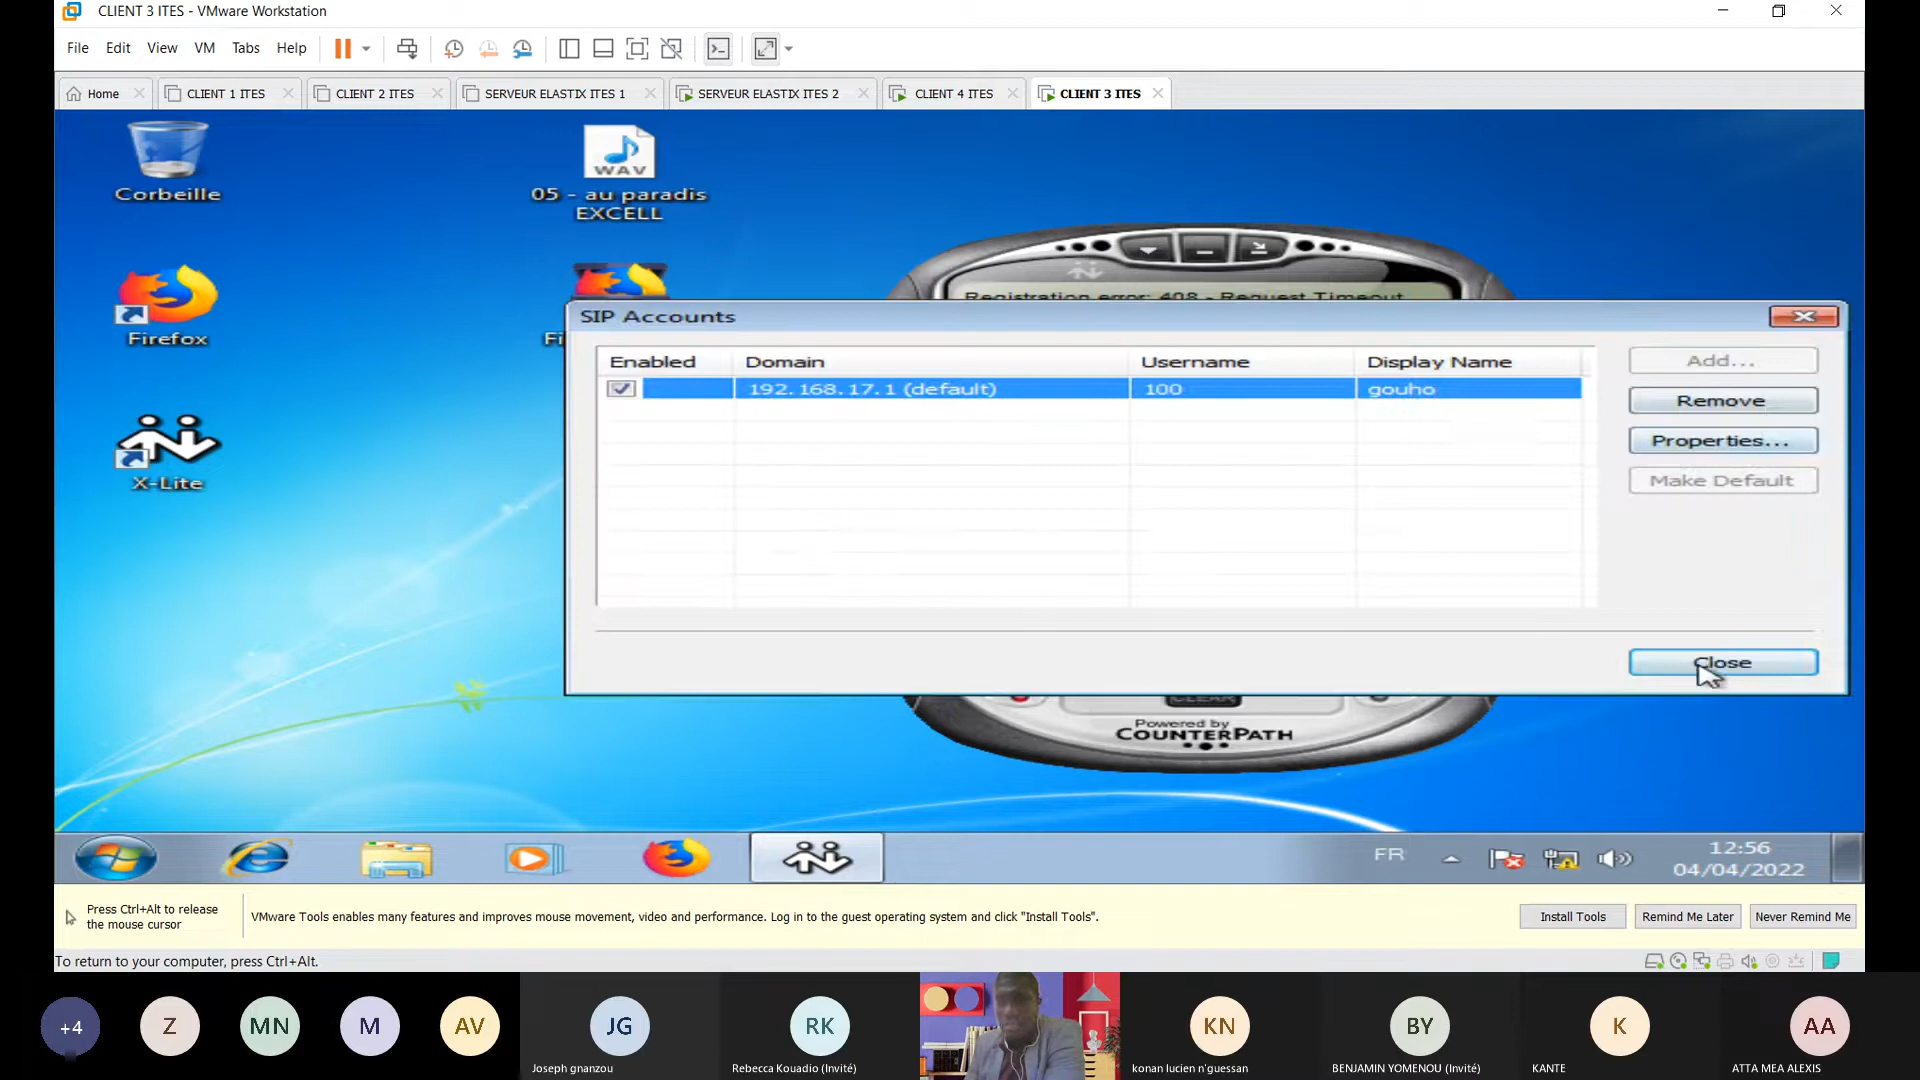 CLIENT 3 ITES - VMware Workstation
File Edit View VM Tabs Help
Home CLIENT 1 ITES CLIENT 2 ITES SERVEUR ELASTIX ITES 1 SERVEUR ELASTIX ITES 2 CLIENT 4 ITES CLIENT 3 ITES
Corbeille
WAV
05 - au paradis
EXCELL
Firefox
Fi
X-Lite
Registration error: 408 - Request Timeout
SIP Accounts
Enabled Domain Username Display Name
192.168.17.1 (default) 100 gouho
Add...
Remove
Properties...
Make Default
Close
CLEAR
Powered by
COUNTERPATH
FR
12:56
04/04/2022
Press Ctrl+Alt to release
the mouse cursor
VMware Tools enables many features and improves mouse movement, video and performance. Log in to the guest operating system and click "Install Tools".
Install Tools Remind Me Later Never Remind Me
To return to your computer, press Ctrl+Alt.
+4 Z MN M AV JG RK KN BY K AA
Joseph gnanzou Rebecca Kouadio (Invité) konan lucien n'guessan BENJAMIN YOMENOU (Invité) KANTE ATTA MEA ALEXIS